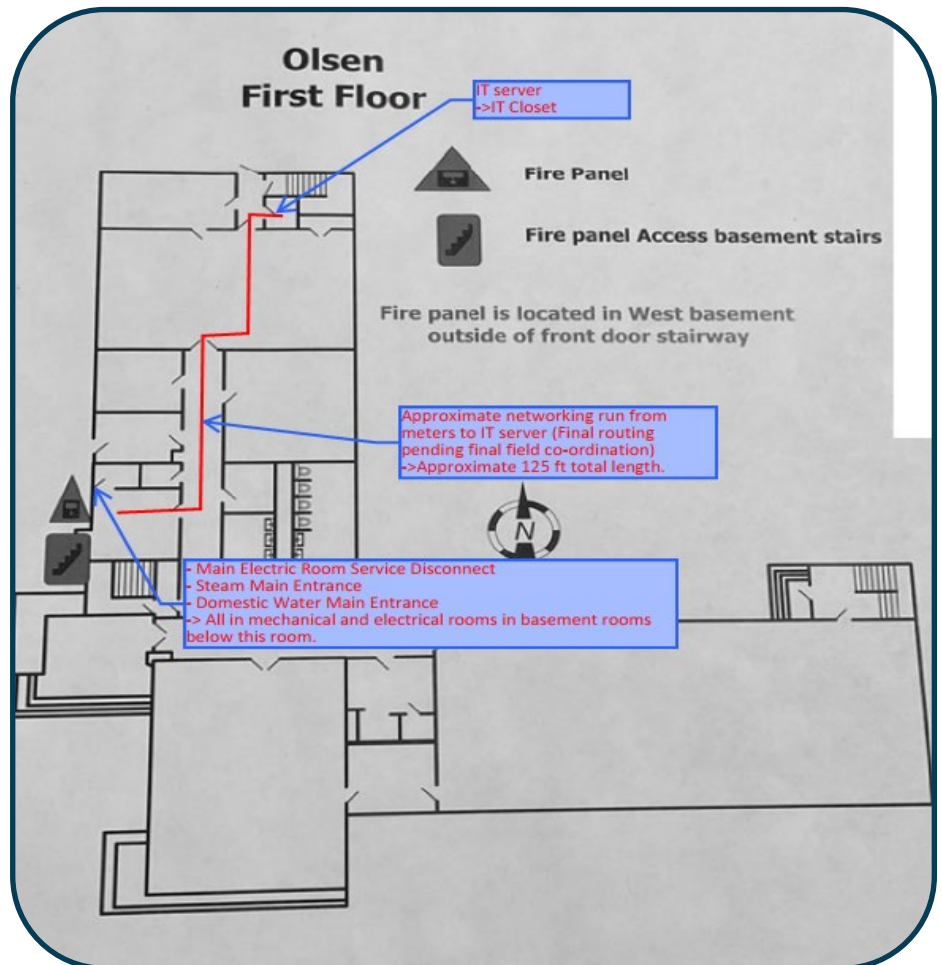 Olsen
First Floor
IT server
->IT Closet
Fire Panel
Fire panel Access basement stairs
Fire panel is located in West basement
outside of front door stairway
Approximate networking run from
meters to IT server (Final routing
pending final field co-ordination)
->Approximate 125 ft total length.
N
- Main Electric Room Service Disconnect
- Steam Main Entrance
- Domestic Water Main Entrance
-> All in mechanical and electrical rooms in basement rooms
below this room.